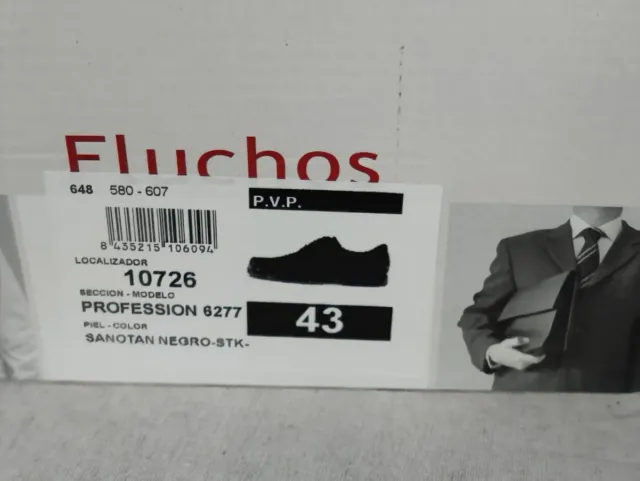 Fluchos
648 580 - 607
P.V.P.
8 435215 106094
LOCALIZADOR
10726
SECCION - MODELO
PROFESSION 6277
43
PIEL - COLOR
SANOTAN NEGRO-STK-